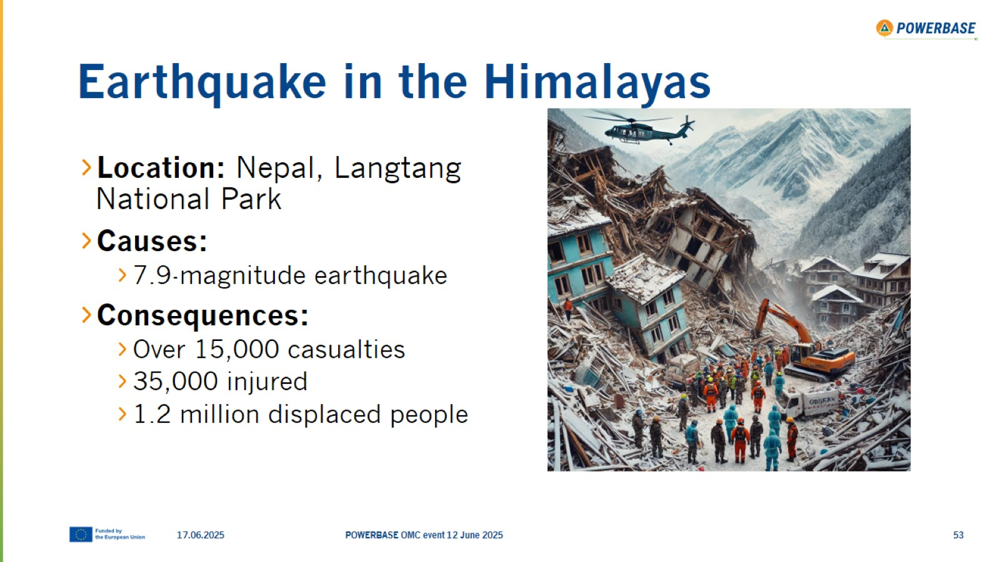 POWERBASE
Earthquake in the Himalayas
Location: Nepal, Langtang
National Park
Causes:
7.9-magnitude earthquake
Consequences:
Over 15,000 casualties
35,000 injured
1.2 million displaced people
Funded by
the European Union
17.06.2025
POWERBASE OMC event 12 June 2025
53